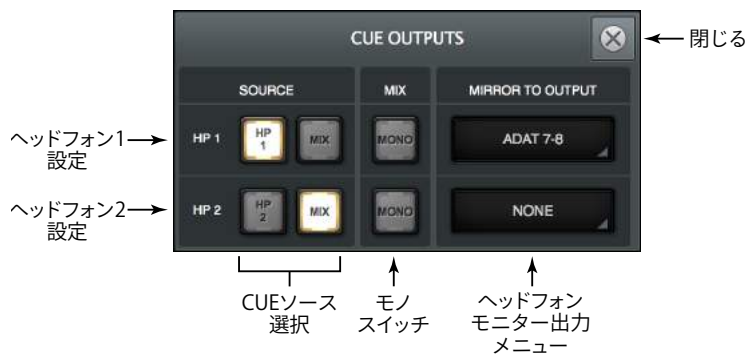 CUE OUTPUTS
閉じる
SOURCE
MIX
MIRROR TO OUTPUT
ヘッドフォン1
設定
HP 1
HP
1
MIX
MONO
ADAT 7-8
ヘッドフォン2
設定
HP 2
HP
2
MIX
MONO
NONE
CUEソース
選択
モノ
スイッチ
ヘッドフォン
モニター出力
メニュー